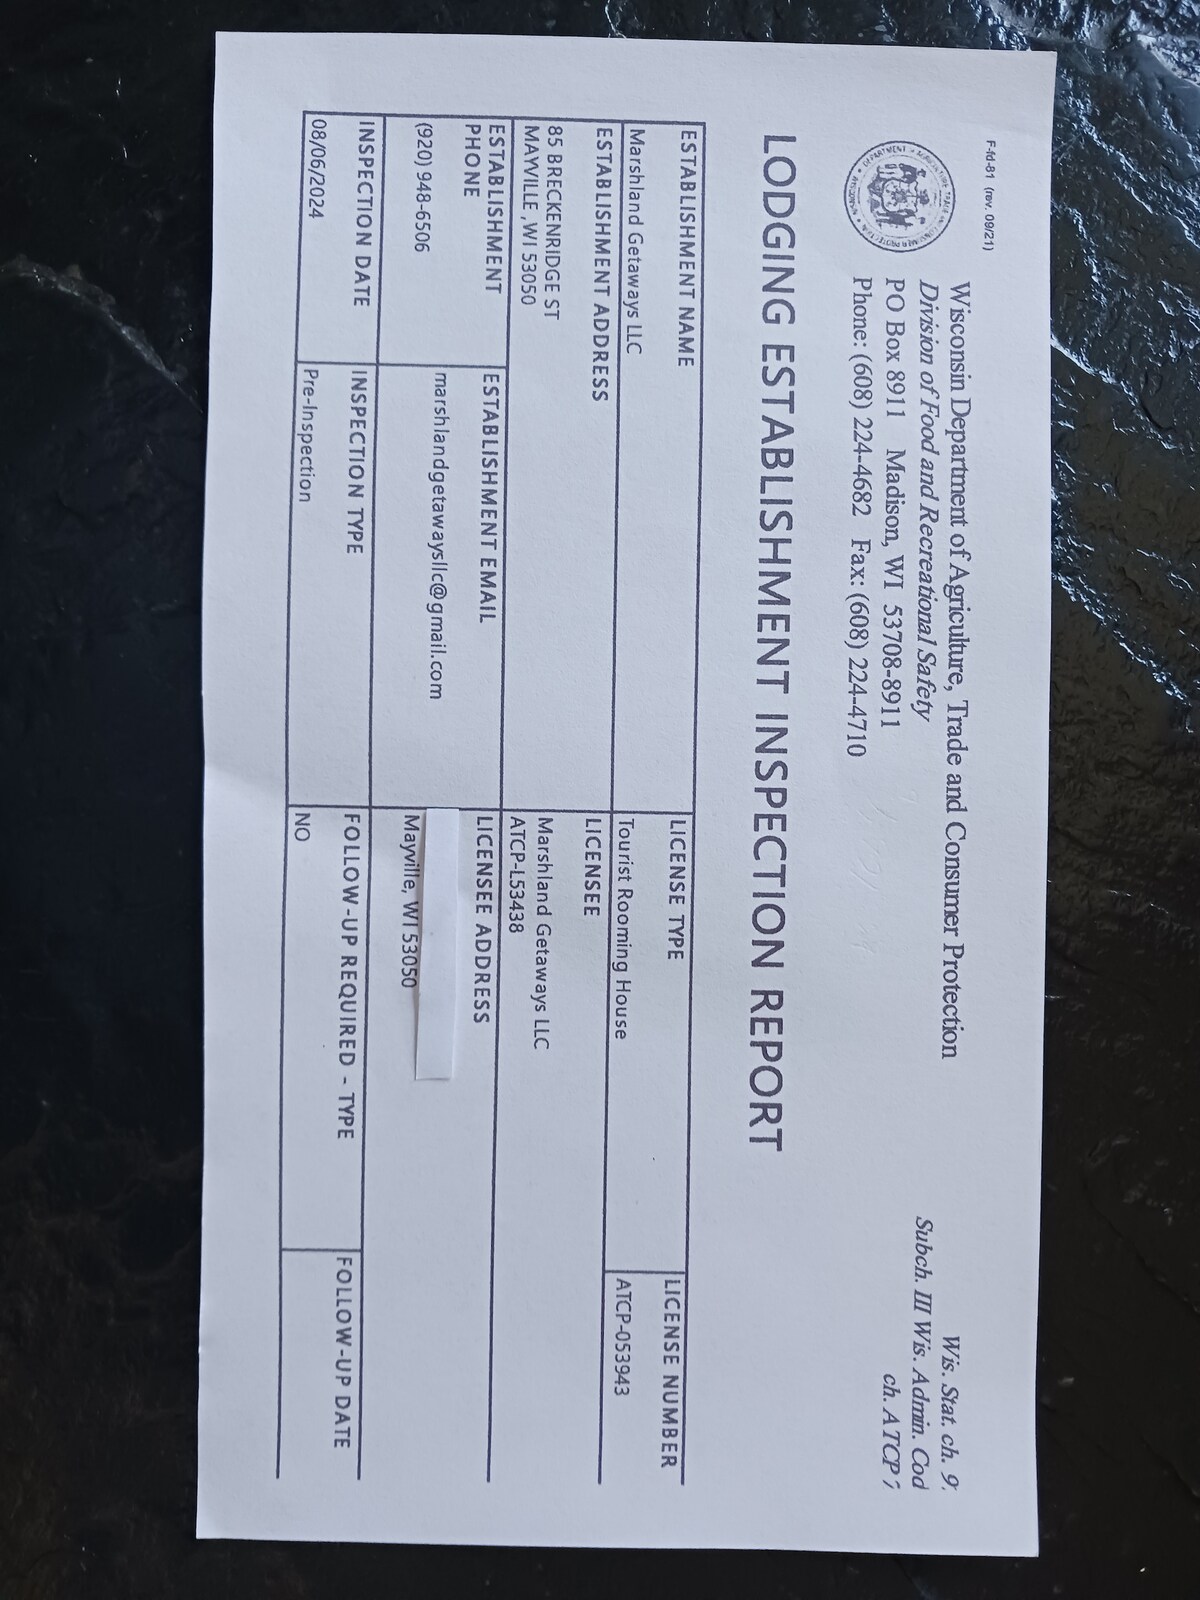 F-fd-81 (rev. 09/21)
Wisconsin Department of Agriculture, Trade and Consumer Protection
Division of Food and Recreational Safety
PO Box 8911 Madison, WI 53708-8911
Phone: (608) 224-4682 Fax: (608) 224-4710
Wis. Stat. ch. 9
Subch. III Wis. Admin. Cod
ch. ATCP 7
LODGING ESTABLISHMENT INSPECTION REPORT
ESTABLISHMENT NAME
Marshland Getaways LLC
LICENSE TYPE
Tourist Rooming House
LICENSE NUMBER
ATCP-053943
ESTABLISHMENT ADDRESS
85 BRECKENRIDGE ST
MAYVILLE, WI 53050
LICENSEE
Marshland Getaways LLC
ATCP-L53438
ESTABLISHMENT
PHONE
(920) 948-6506
ESTABLISHMENT EMAIL
marshlandgetawaysllc@gmail.com
LICENSEE ADDRESS
Mayville, WI 53050
INSPECTION DATE
08/06/2024
INSPECTION TYPE
Pre-Inspection
FOLLOW-UP REQUIRED - TYPE
NO
FOLLOW-UP DATE